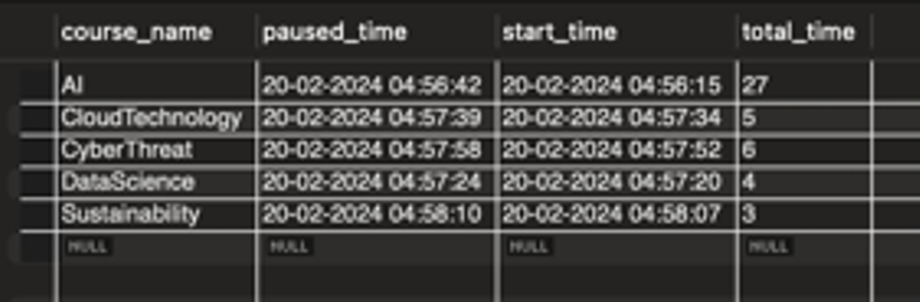 course_name paused_time start_time total_time
AI 20-02-2024 04:56:42 20-02-2024 04:56:15 27
CloudTechnology 20-02-2024 04:57:39 20-02-2024 04:57:34 5
CyberThreat 20-02-2024 04:57:58 20-02-2024 04:57:52 6
DataScience 20-02-2024 04:57:24 20-02-2024 04:57:20 4
Sustainability 20-02-2024 04:58:10 20-02-2024 04:58:07 3
NULL NULL NULL NULL